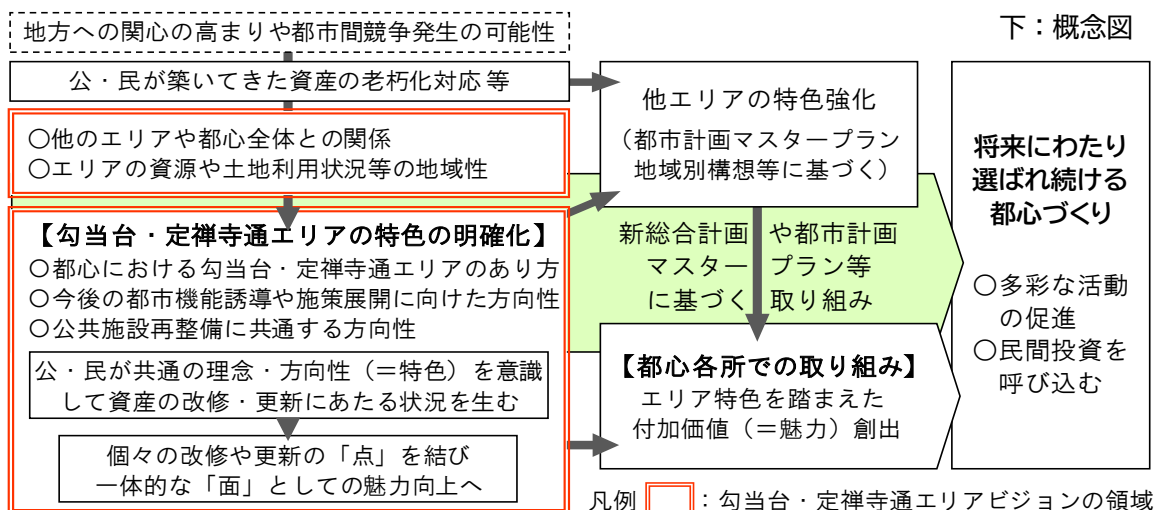 下：概念図
地方への関心の高まりや都市間競争発生の可能性
公・民が築いてきた資産の老朽化対応 等
〇他のエリアや都心全体との関係
〇エリアの資源や土地利用状況等の地域性
【勾当台・定禅寺通エリアの特色の明確化】
〇都心における勾当台・定禅寺通エリアのあり方
〇今後の都市機能誘導や施策展開に向けた方向性
〇公共施設再整備に共通する方向性
公・民が共通の理念・方向性（＝特色）を意識
して資産の改修・更新にあたる状況を生む
個々の改修や更新の「点」を結び
一体的な「面」としての魅力向上へ
他エリアの特色強化
（都市計画マスタープラン
地域別構想等に基づく）
新総合計画や都市計画
マスタープラン等
に基づく取り組み
【都心各所での取り組み】
エリア特色を踏まえた
付加価値（＝魅力）創出
将来にわたり
選ばれ続ける
都心づくり
〇多彩な活動
の促進
〇民間投資を
呼び込む
凡例 ：勾当台・定禅寺通エリアビジョンの領域